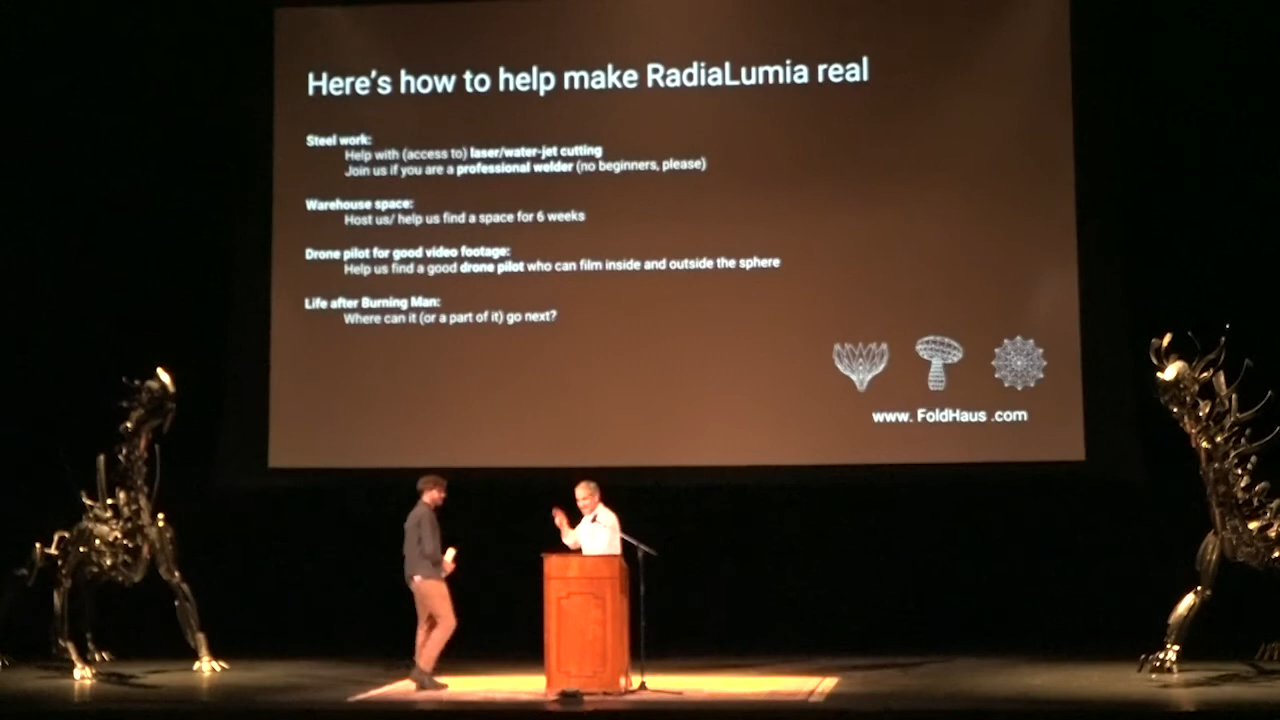 Here's how to help make RadiaLumia real
Steel work:
Help with (access to) laser/water-jet cutting
Join us if you are a professional welder (no beginners, please)
Warehouse space:
Host us/ help us find a space for 6 weeks
Drone pilot for good video footage:
Help us find a good drone pilot who can film inside and outside the sphere
Life after Burning Man:
Where can it (or a part of it) go next?
www. FoldHaus .com